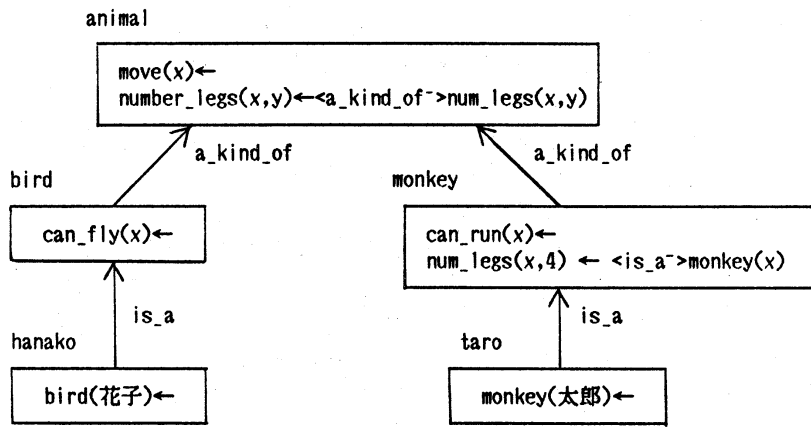 animal
move(x)←
number_legs(x,y)←<a_kind_of⁻>num_legs(x,y)
a_kind_of
a_kind_of
bird
monkey
can_fly(x)←
can_run(x)←
num_legs(x,4) ← <is_a⁻>monkey(x)
is_a
is_a
hanako
taro
bird(花子)←
monkey(太郎)←